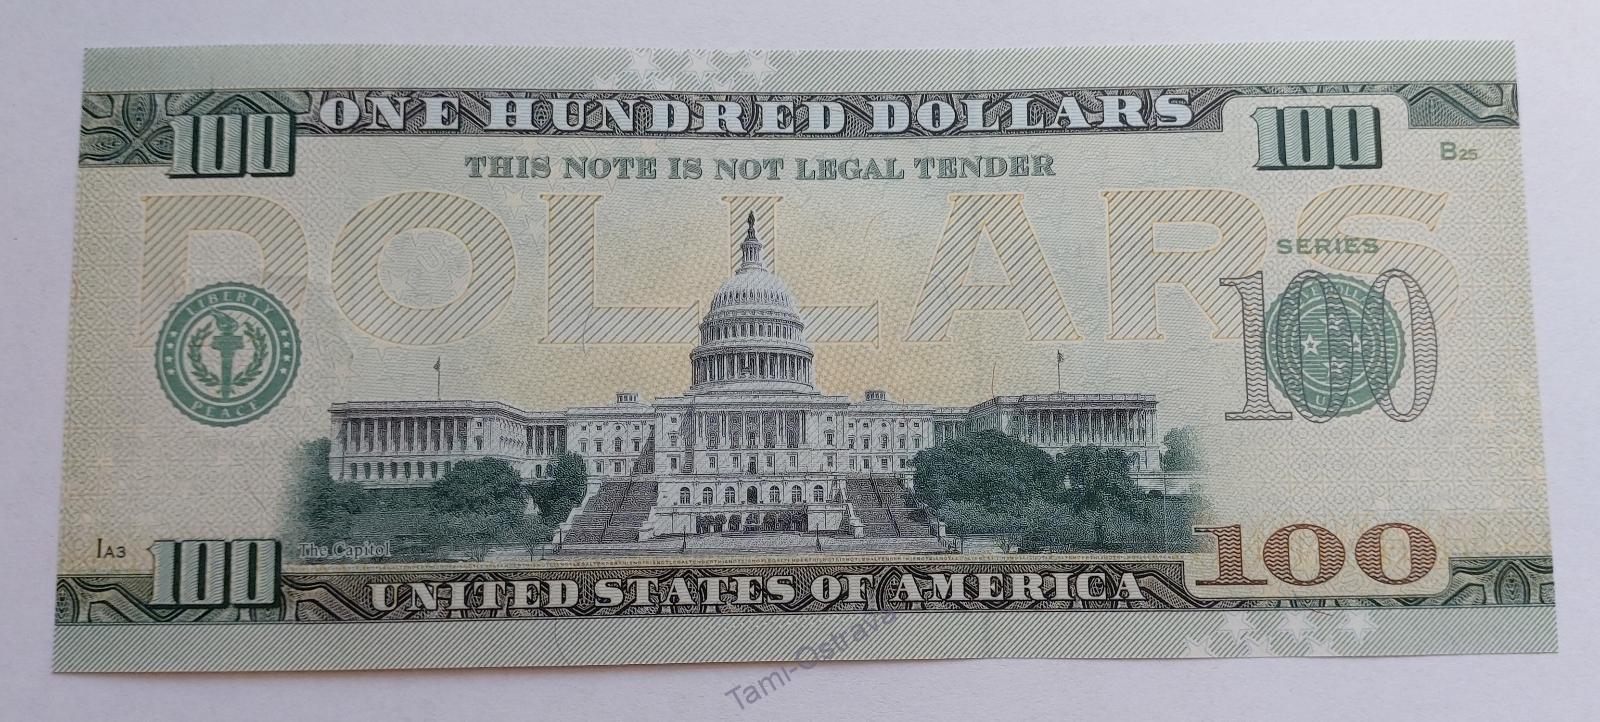 ONE HUNDRED DOLLARS
100
100
THIS NOTE IS NOT LEGAL TENDER
B25
DOLLARS
SERIES
100
LIBERTY
PEACE
USA
IA3
100
The Capitol
100
UNITED STATES OF AMERICA
Tami-Ostrava